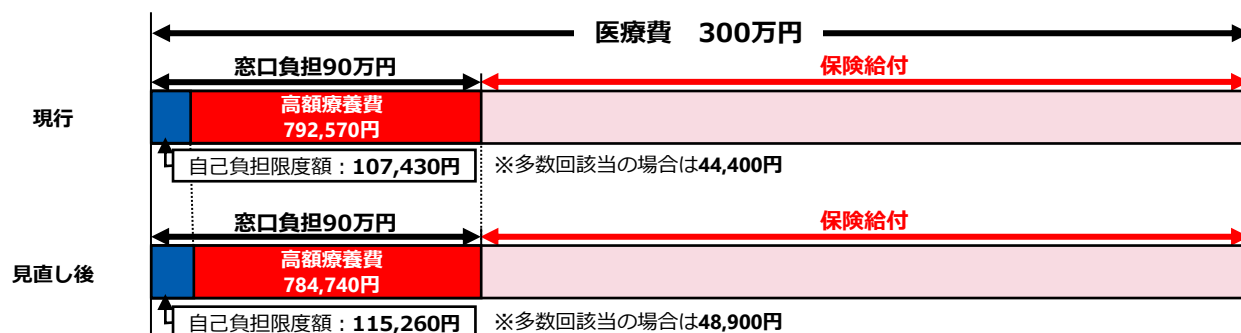 医療費　300万円
窓口負担90万円
保険給付
現行
高額療養費
792,570円
自己負担限度額：107,430円
※多数回該当の場合は44,400円
窓口負担90万円
保険給付
見直し後
高額療養費
784,740円
自己負担限度額：115,260円
※多数回該当の場合は48,900円